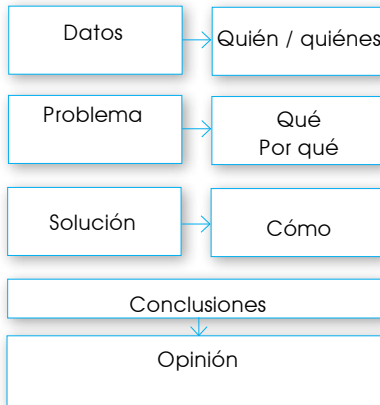 Datos
Quién / quiénes
Problema
Qué
Por qué
Solución
Cómo
Conclusiones
Opinión